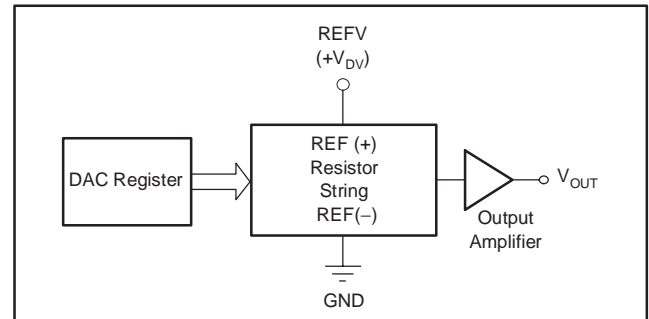 REFV
(+VDV)
DAC Register
REF (+)
Resistor
String
REF(−)
VOUT
Output
Amplifier
GND